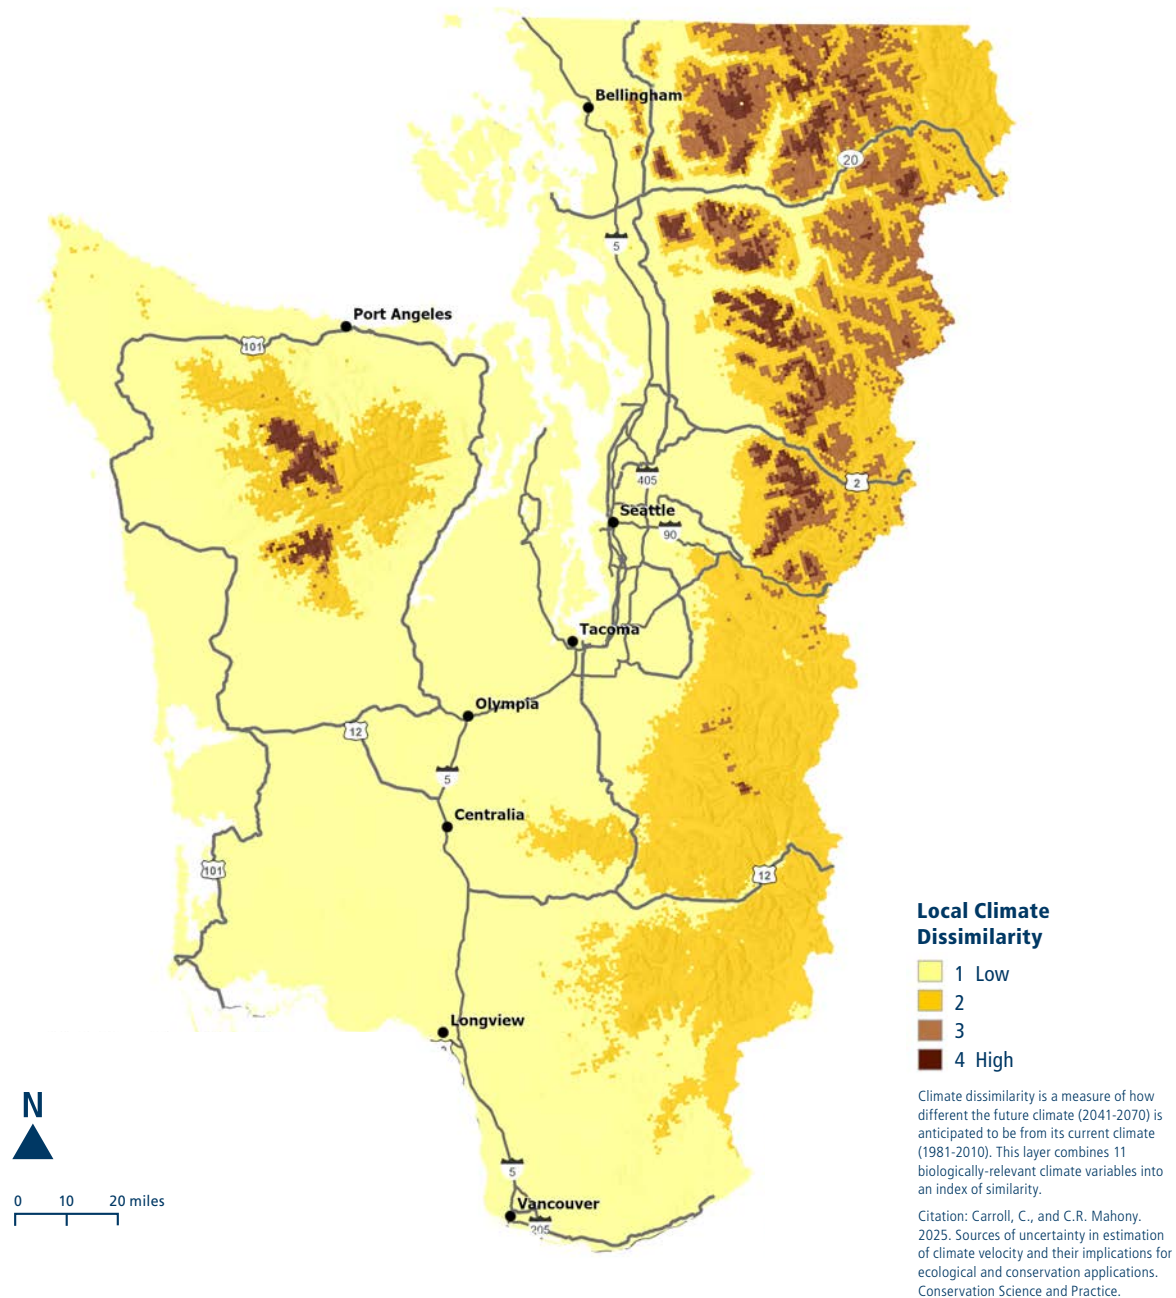 Bellingham
20
5
Port Angeles
101
405
2
Seattle
90
Tacoma
Olympia
12
5
Centralia
101
12
Longview
5
Vancouver
205
N
0 10 20 miles
Local Climate
Dissimilarity
1 Low
2
3
4 High
Climate dissimilarity is a measure of how
different the future climate (2041-2070) is
anticipated to be from its current climate
(1981-2010). This layer combines 11
biologically-relevant climate variables into
an index of similarity.
Citation: Carroll, C., and C.R. Mahony.
2025. Sources of uncertainty in estimation
of climate velocity and their implications for
ecological and conservation applications.
Conservation Science and Practice.